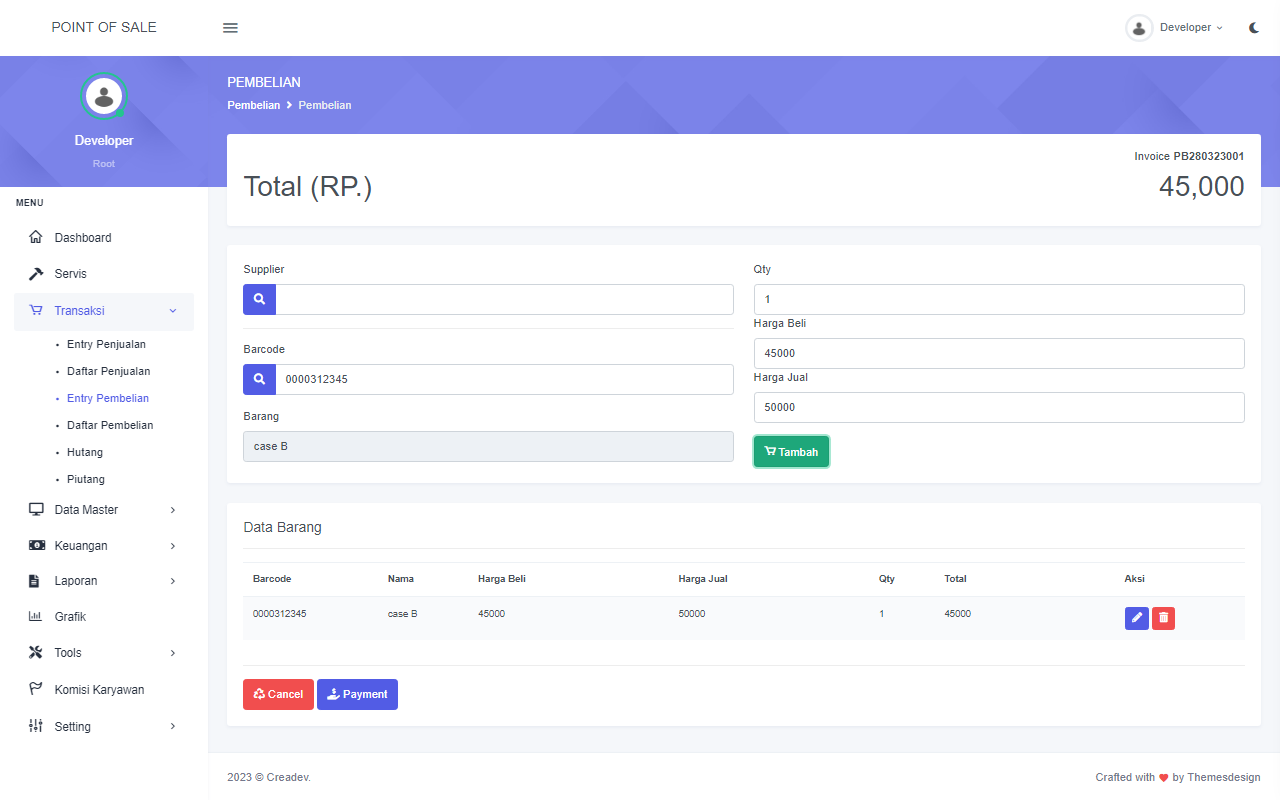 POINT OF SALE
Developer
Developer
Root
MENU
Dashboard
Servis
Transaksi
• Entry Penjualan
• Daftar Penjualan
• Entry Pembelian
• Daftar Pembelian
• Hutang
• Piutang
Data Master
Keuangan
Laporan
Grafik
Tools
Komisi Karyawan
Setting
PEMBELIAN
Pembelian > Pembelian
Invoice PB280323001
Total (RP.) 45,000
Supplier
Barcode
0000312345
Barang
case B
Qty
1
Harga Beli
45000
Harga Jual
50000
Tambah
Data Barang
Barcode Nama Harga Beli Harga Jual Qty Total Aksi
0000312345 case B 45000 50000 1 45000
Cancel Payment
2023 © Creadev.
Crafted with ❤ by Themesdesign